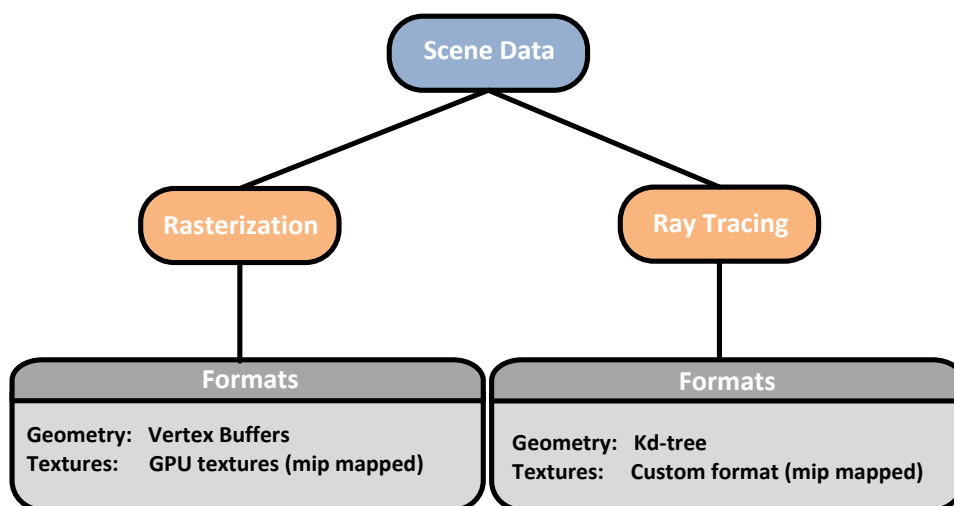 Scene Data
Rasterization
Ray Tracing
Formats
Geometry: Vertex Buffers
Textures: GPU textures (mip mapped)
Formats
Geometry: Kd-tree
Textures: Custom format (mip mapped)